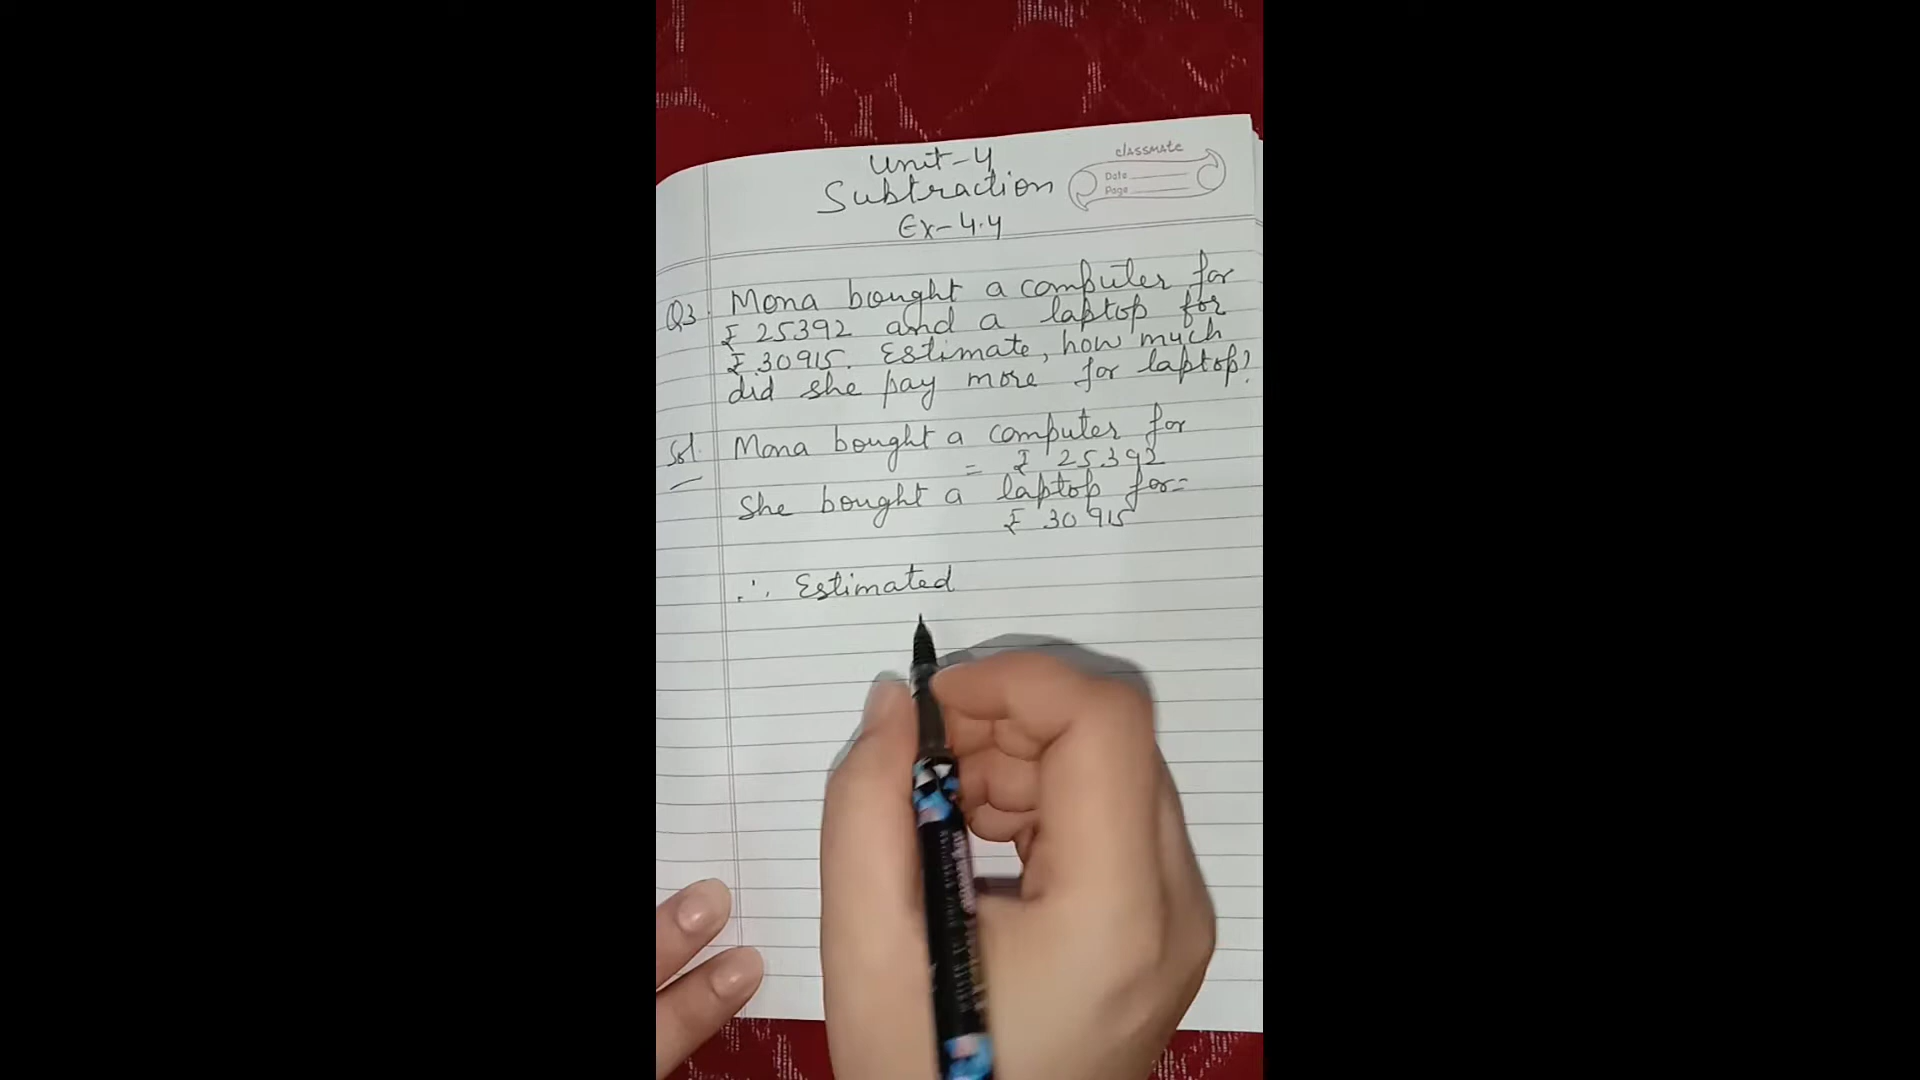 Unit-4
classmate
Subtraction
Date
Page
Ex-4.4
Q3. Mona bought a computer for
₹ 25392 and a laptop for
₹ 30915. Estimate, how much
did she pay more for laptop?
Sol. Mona bought a computer for
= ₹ 25392
She bought a laptop for =
₹ 30915
∴ Estimated